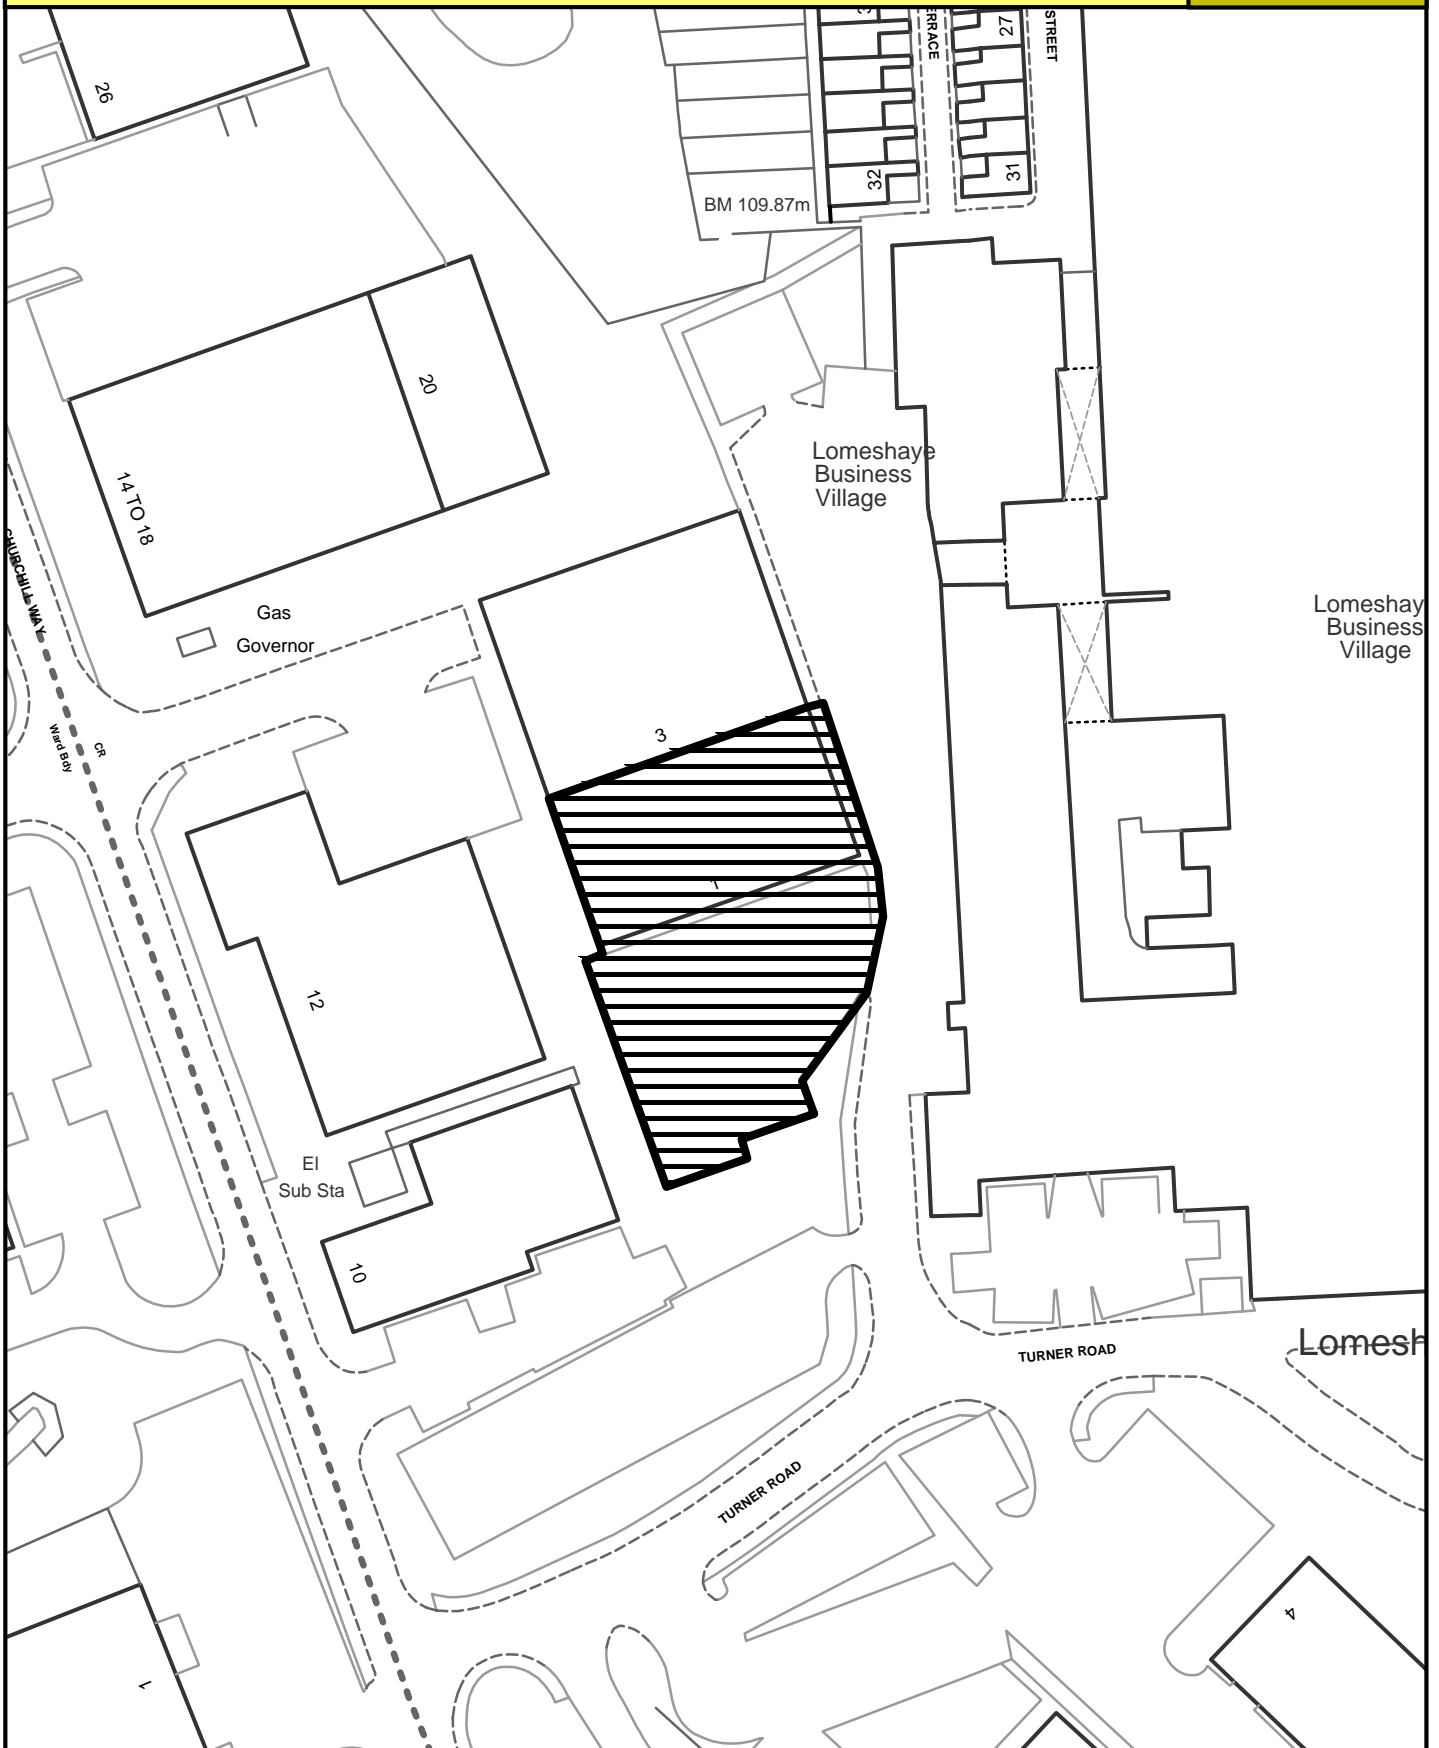 26
ERRACE
27
STREET
32
31
BM 109.87m
20
14 TO 18
Lomeshaye
Business
Village
CHURCHILL WAY
Gas
Governor
Lomeshay
Business
Village
3
Ward Bdy
CR
1
12
El
Sub Sta
10
TURNER ROAD
Lomesh
TURNER ROAD
4
1